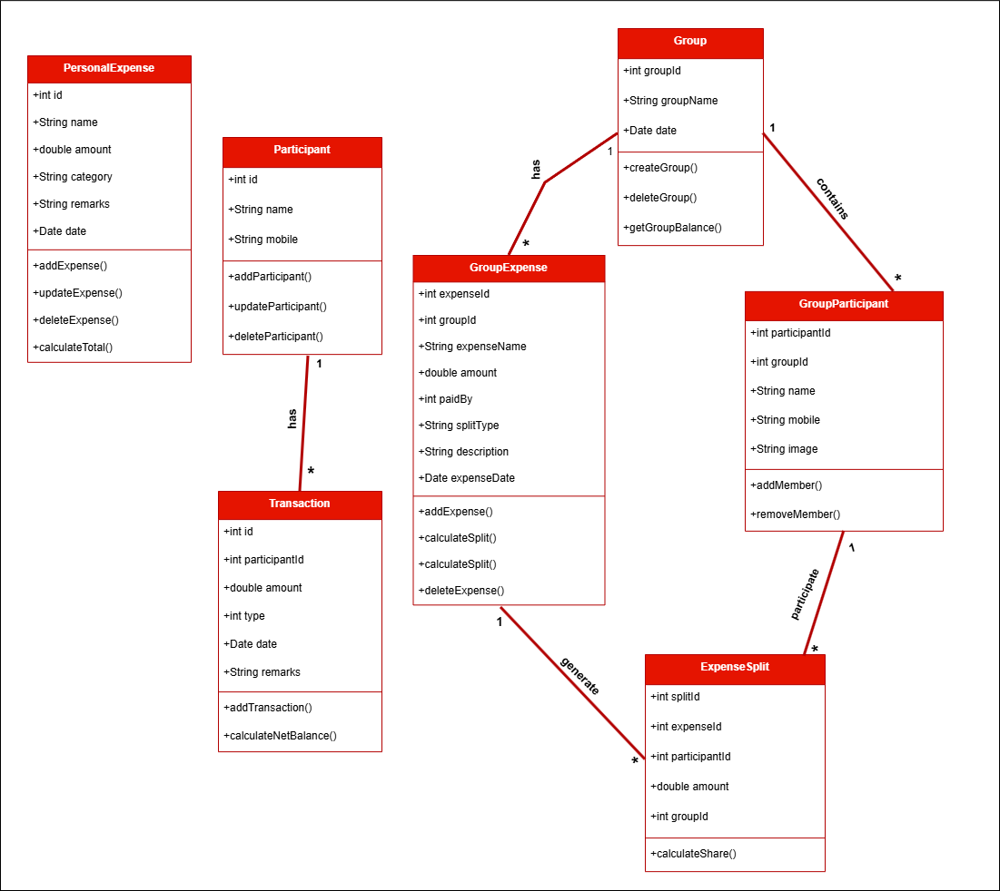 PersonalExpense
+int id
+String name
+double amount
+String category
+String remarks
+Date date
+addExpense()
+updateExpense()
+deleteExpense()
+calculateTotal()
Participant
+int id
+String name
+String mobile
+addParticipant()
+updateParticipant()
+deleteParticipant()
1
has
*
Transaction
+int id
+int participantId
+double amount
+int type
+Date date
+String remarks
+addTransaction()
+calculateNetBalance()
Group
+int groupId
+String groupName
+Date date
+createGroup()
+deleteGroup()
+getGroupBalance()
1
has
*
1
contains
*
GroupExpense
+int expenseId
+int groupId
+String expenseName
+double amount
+int paidBy
+String splitType
+String description
+Date expenseDate
+addExpense()
+calculateSplit()
+calculateSplit()
+deleteExpense()
1
generate
*
GroupParticipant
+int participantId
+int groupId
+String name
+String mobile
+String image
+addMember()
+removeMember()
1
participate
*
ExpenseSplit
+int splitId
+int expenseId
+int participantId
+double amount
+int groupId
+calculateShare()